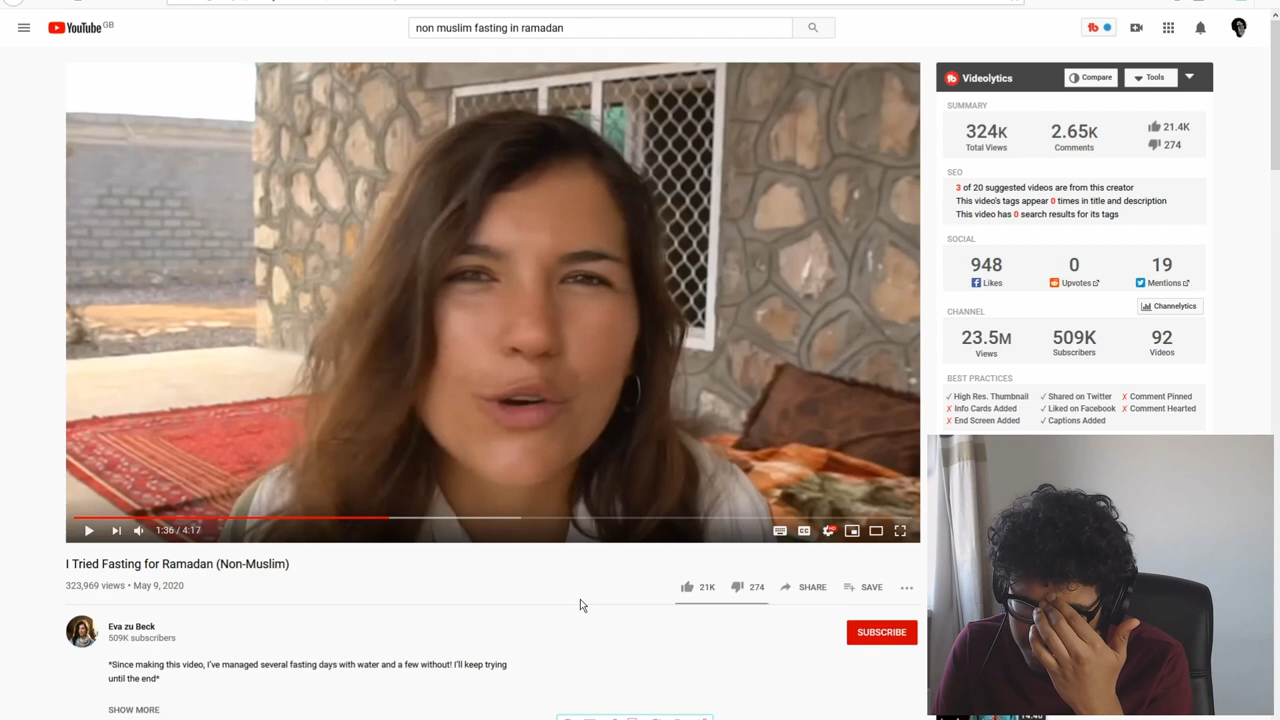 YouTube GB
non muslim fasting in ramadan
Videolytics
Compare
Tools
SUMMARY
324K
Total Views
2.65K
Comments
21.4K
274
SEO
3 of 20 suggested videos are from this creator
This video's tags appear 0 times in title and description
This video has 0 search results for its tags
SOCIAL
948
Likes
0
Upvotes
19
Mentions
Channelytics
CHANNEL
23.5M
Views
509K
Subscribers
92
Videos
BEST PRACTICES
High Res. Thumbnail
Shared on Twitter
Comment Pinned
Info Cards Added
Liked on Facebook
Comment Hearted
End Screen Added
Captions Added
1:36 / 4:17
CC
HD
I Tried Fasting for Ramadan (Non-Muslim)
323,969 views • May 9, 2020
21K
274
SHARE
SAVE
Eva zu Beck
509K subscribers
SUBSCRIBE
*Since making this video, I've managed several fasting days with water and a few without! I'll keep trying
until the end*
SHOW MORE